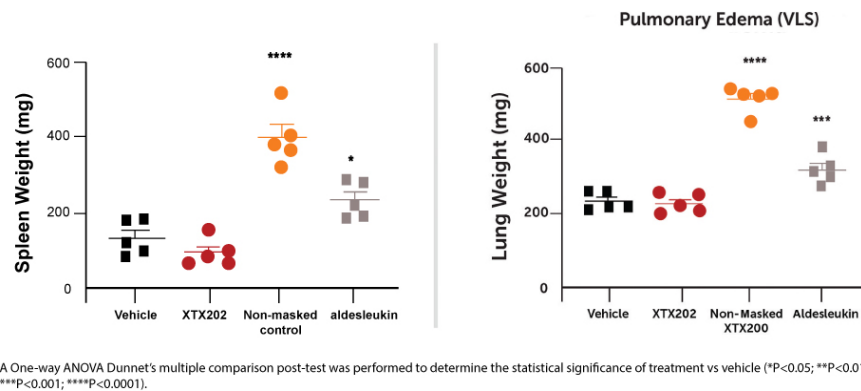 Pulmonary Edema (VLS)
Spleen Weight (mg)
600
400
200
0
****
*
Vehicle
XTX202
Non-masked
control
aldesleukin
Lung Weight (mg)
600
400
200
0
****
***
Vehicle
XTX202
Non-Masked
XTX200
Aldesleukin
A One-way ANOVA Dunnet's multiple comparison post-test was performed to determine the statistical significance of treatment vs vehicle (*P<0.05; **P<0.0
***P<0.001; ****P<0.0001).